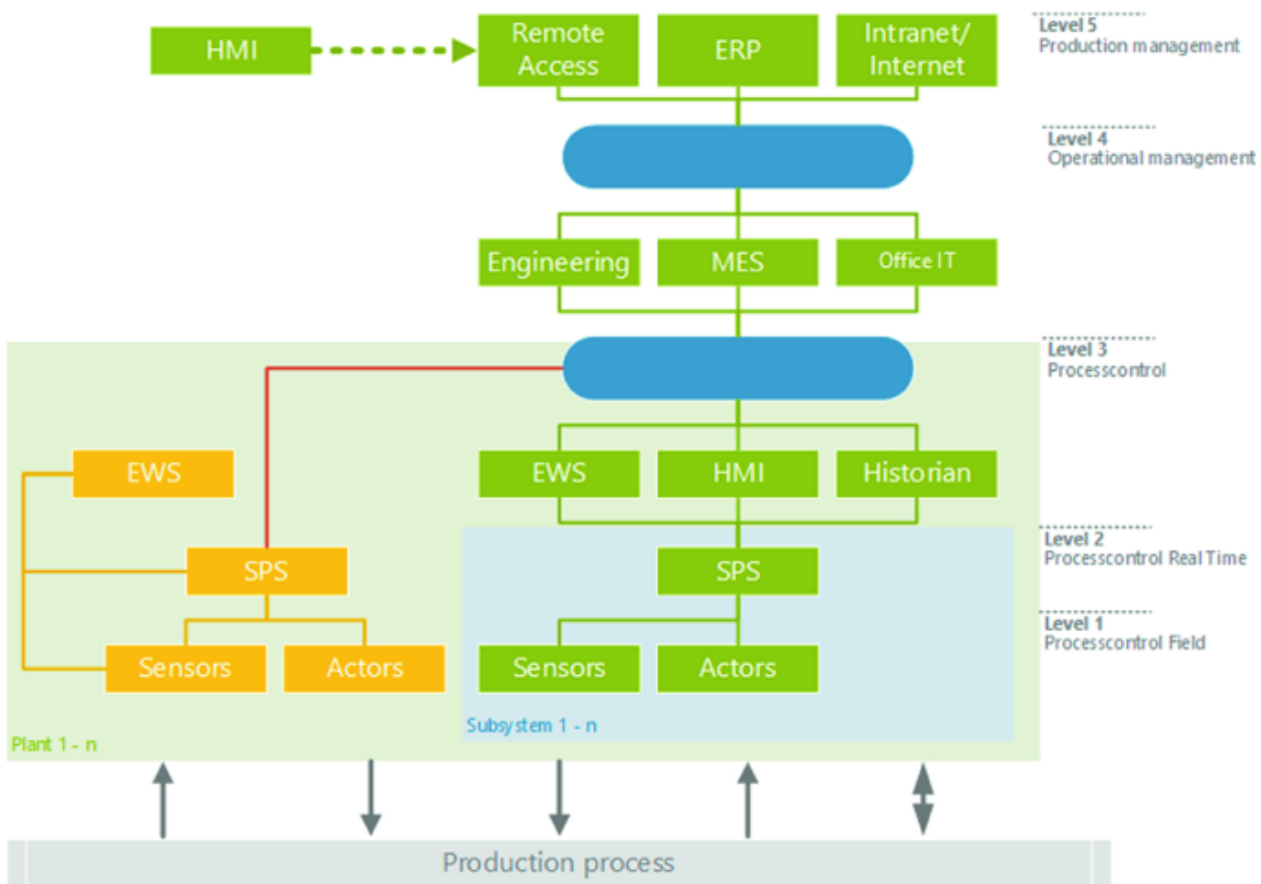 HMI
Remote
Access
ERP
Intranet/
Internet
Level 5
Production management
Level 4
Operational management
Engineering
MES
Office IT
Level 3
Processcontrol
EWS
EWS
HMI
Historian
Level 2
Processcontrol Real Time
SPS
SPS
Level 1
Processcontrol Field
Sensors
Actors
Sensors
Actors
Subsystem 1 - n
Plant 1 - n
Production process